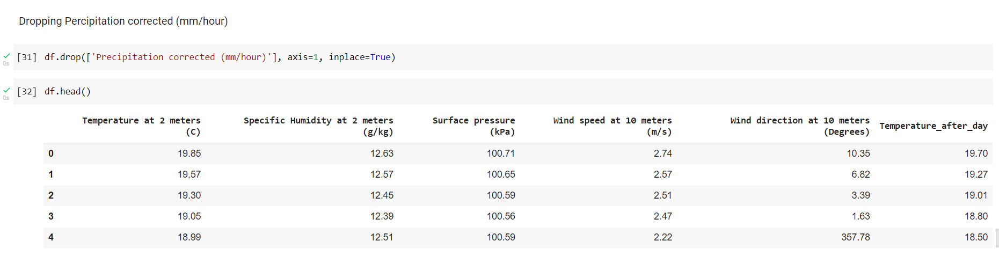 Dropping Percipitation corrected (mm/hour)
[31] df.drop(['Precipitation corrected (mm/hour)'], axis=1, inplace=True)
0s
[32] df.head()
0s
Temperature at 2 meters (C) Specific Humidity at 2 meters (g/kg) Surface pressure (kPa) Wind speed at 10 meters (m/s) Wind direction at 10 meters (Degrees) Temperature_after_day
0 19.85 12.63 100.71 2.74 10.35 19.70
1 19.57 12.57 100.65 2.57 6.82 19.27
2 19.30 12.45 100.59 2.51 3.39 19.01
3 19.05 12.39 100.56 2.47 1.63 18.80
4 18.99 12.51 100.59 2.22 357.78 18.50